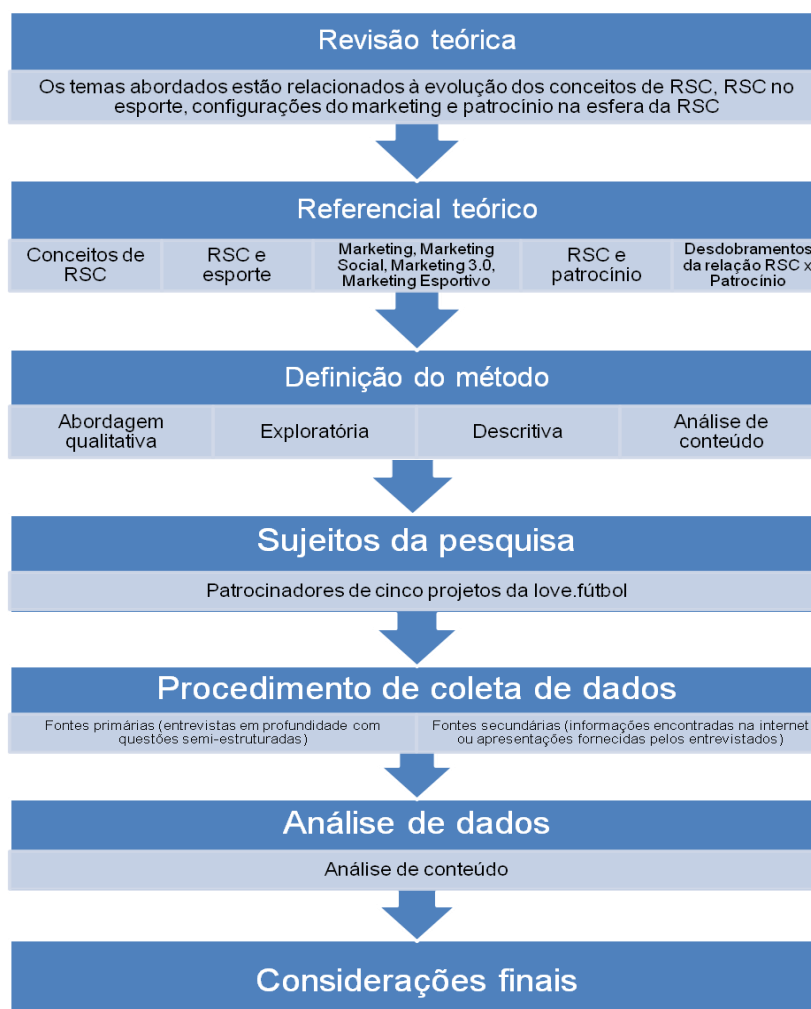 Revisão teórica
Os temas abordados estão relacionados à evolução dos conceitos de RSC, RSC no
esporte, configurações do marketing e patrocínio na esfera da RSC
Referencial teórico
Conceitos de
RSC
RSC e
esporte
Marketing, Marketing
Social, Marketing 3.0,
Marketing Esportivo
RSC e
patrocínio
Desdobramentos
da relação RSC x
Patrocínio
Definição do método
Abordagem
qualitativa
Exploratória
Descritiva
Análise de
conteúdo
Sujeitos da pesquisa
Patrocinadores de cinco projetos da love.fútbol
Procedimento de coleta de dados
Fontes primárias (entrevistas em profundidade com
questões semi-estruturadas)
Fontes secundárias (informações encontradas na internet
ou apresentações fornecidas pelos entrevistados)
Análise de dados
Análise de conteúdo
Considerações finais